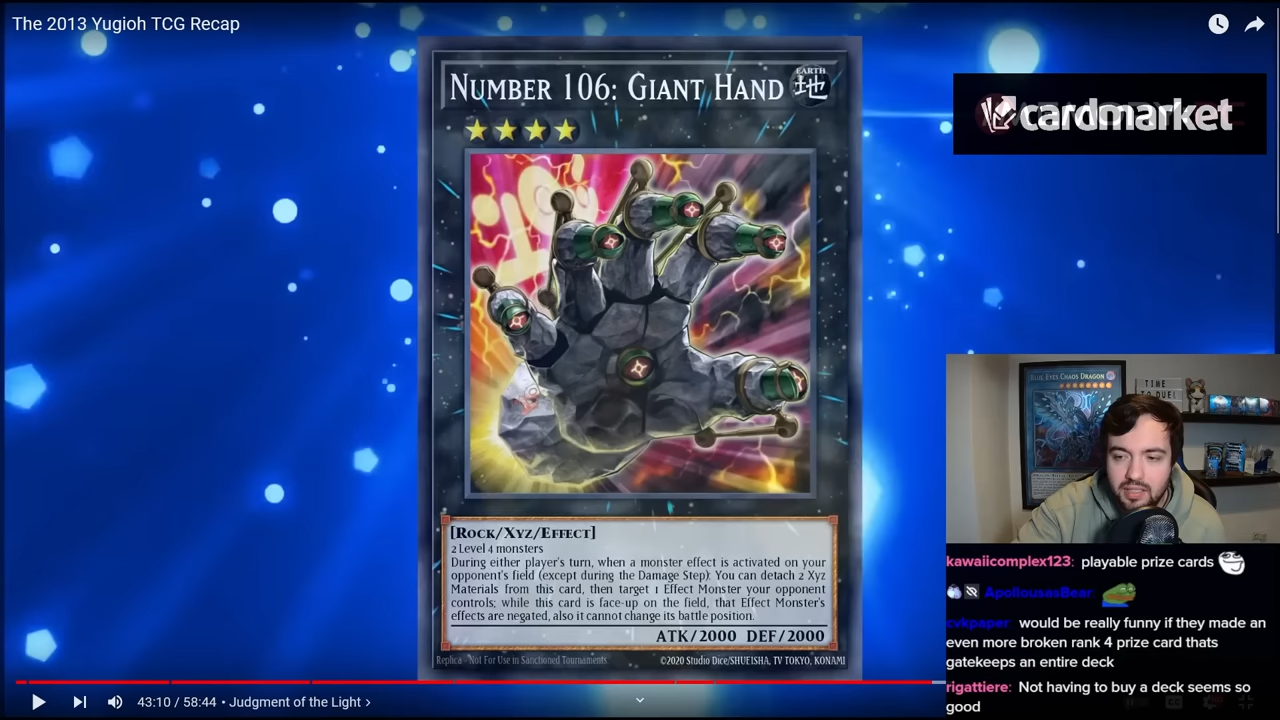 The 2013 Yugioh TCG Recap
NUMBER 106: GIANT HAND
EARTH
地
cardmarket
[ROCK/XYZ/EFFECT]
2 Level 4 monsters
During either player's turn, when a monster effect is activated on your
opponent's field (except during the Damage Step): You can detach 2 Xyz
Materials from this card, then target 1 Effect Monster your opponent
controls; while this card is face-up on the field, that Effect Monster's
effects are negated, also it cannot change its battle position.
ATK/2000 DEF/2000
Replica - Not For Use in Sanctioned Tournaments
©2020 Studio Dice/SHUEISHA, TV TOKYO, KONAMI
BLUE-EYES CHAOS DRAGON
TIME
TO DUEL
kawaiicomplex123: playable prize cards
ApollousasBear:
cvkpaper: would be really funny if they made an
even more broken rank 4 prize card thats
gatekeeps an entire deck
rigattiere: Not having to buy a deck seems so
good
43:10 / 58:44 • Judgment of the Light